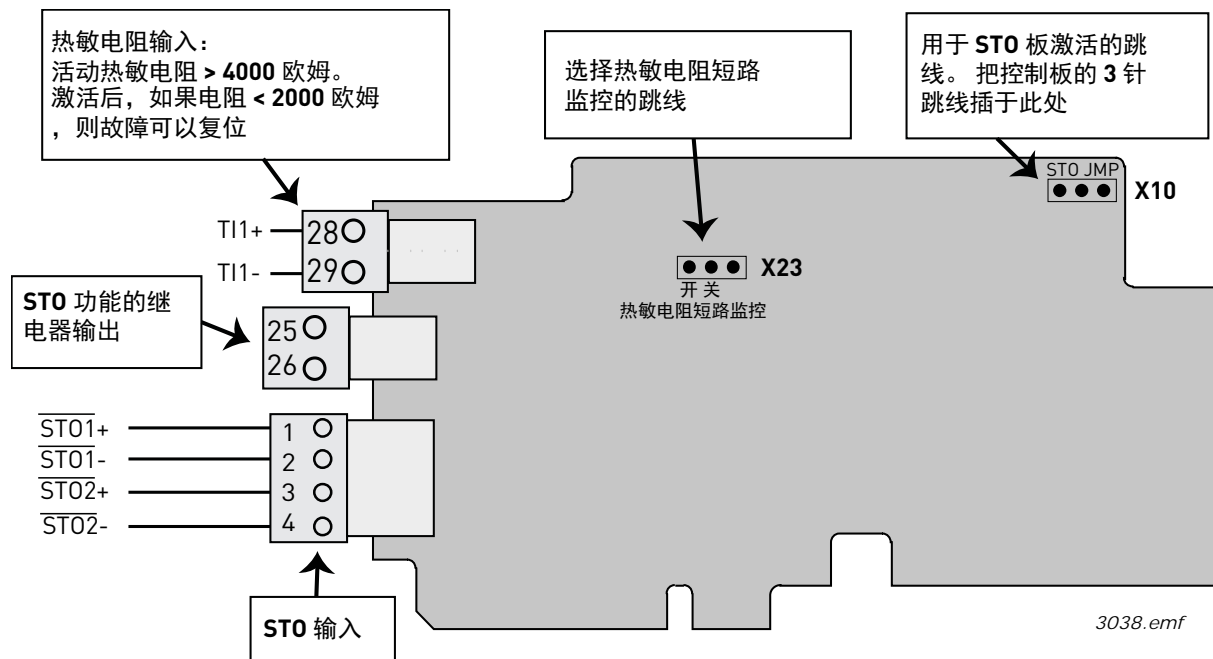 热敏电阻输入:
活动热敏电阻 > 4000 欧姆。
激活后，如果电阻 < 2000 欧姆
，则故障可以复位
选择热敏电阻短路
监控的跳线
用于 STO 板激活的跳
线。 把控制板的 3 针
跳线插于此处
STO JMP
X10
TI1+
28
TI1-
29
X23
开 关
热敏电阻短路监控
STO 功能的继
电器输出
25
26
STO1+
1
STO1-
2
STO2+
3
STO2-
4
STO 输入
3038.emf